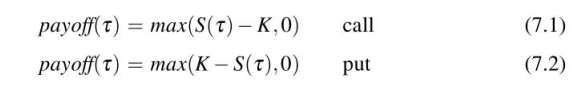 payoff(τ) = max(S(τ) − K, 0) call (7.1)
payoff(τ) = max(K − S(τ), 0) put (7.2)